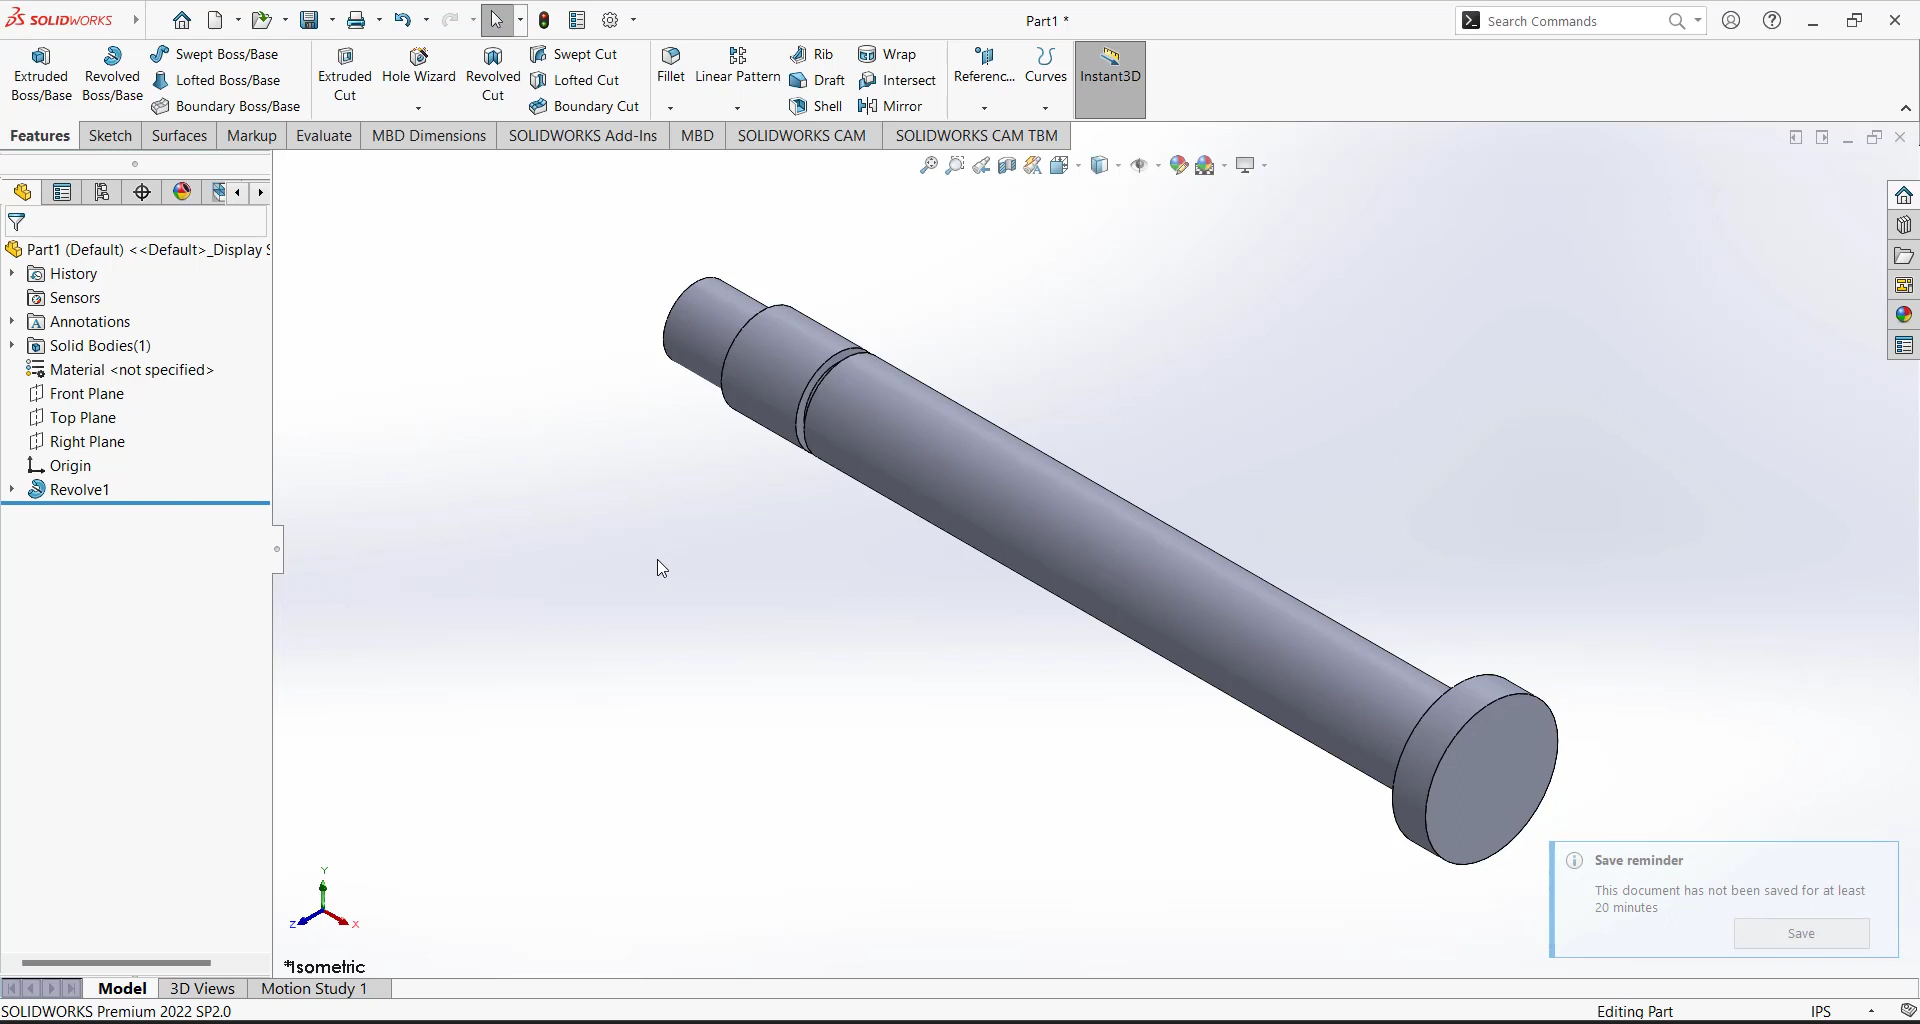 SOLIDWORKS
Part1 *
Search Commands
Extruded Boss/Base
Revolved Boss/Base
Swept Boss/Base
Lofted Boss/Base
Boundary Boss/Base
Extruded Cut
Hole Wizard
Revolved Cut
Swept Cut
Lofted Cut
Boundary Cut
Fillet
Linear Pattern
Rib
Draft
Shell
Wrap
Intersect
Mirror
Referenc...
Curves
Instant3D
Features
Sketch
Surfaces
Markup
Evaluate
MBD Dimensions
SOLIDWORKS Add-Ins
MBD
SOLIDWORKS CAM
SOLIDWORKS CAM TBM
Part1 (Default) <<Default>_Display S
History
Sensors
Annotations
Solid Bodies(1)
Material <not specified>
Front Plane
Top Plane
Right Plane
Origin
Revolve1
Y
Z
X
*Isometric
Save reminder
This document has not been saved for at least
20 minutes
Save
Model
3D Views
Motion Study 1
SOLIDWORKS Premium 2022 SP2.0
Editing Part
IPS